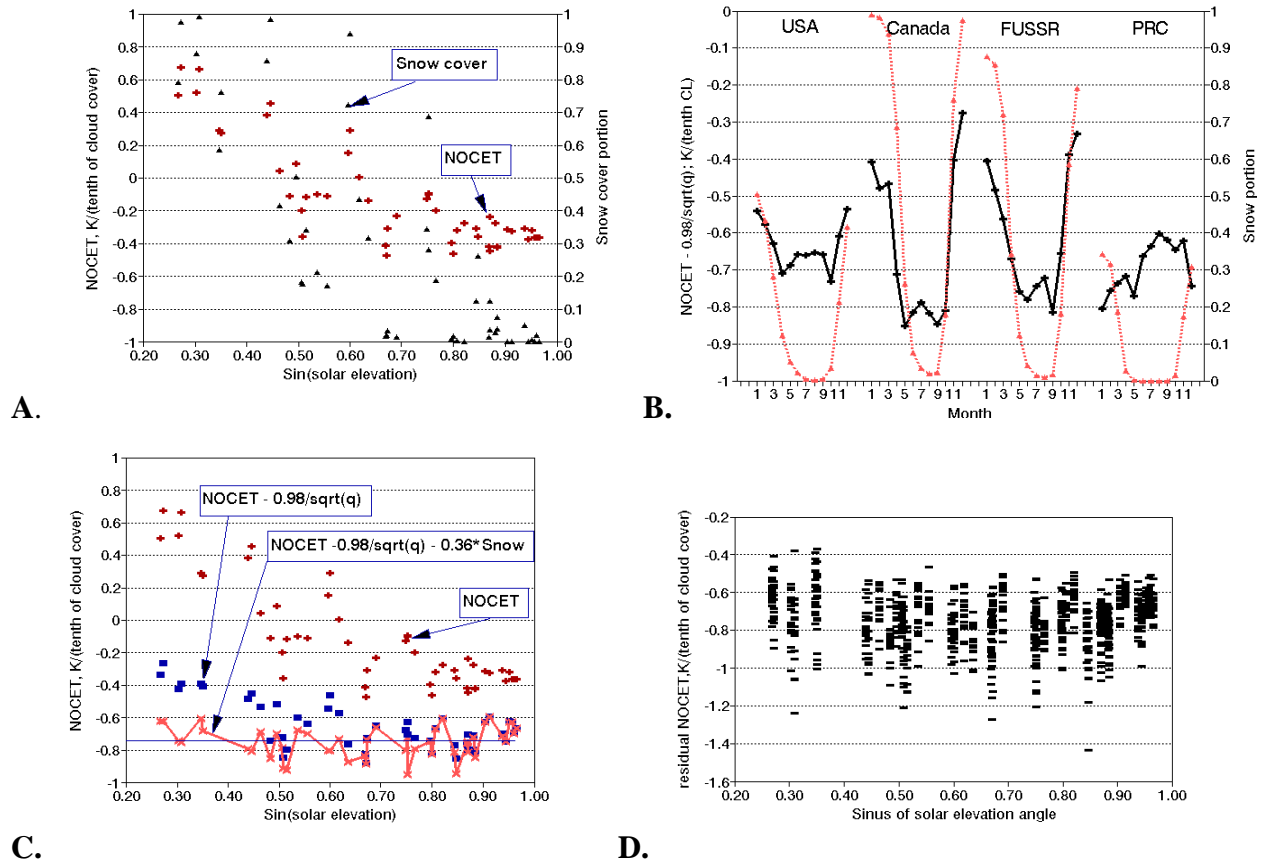 1
0.8
0.6
0.4
0.2
0
-0.2
-0.4
-0.6
-0.8
-1
NOCET, K/(tenth of cloud cover)
1
0.9
0.8
0.7
0.6
0.5
0.4
0.3
0.2
0.1
0
Snow cover portion
Snow cover
NOCET
0.20 0.30 0.40 0.50 0.60 0.70 0.80 0.90 1.00
Sin(solar elevation)
A.
0
-0.1
-0.2
-0.3
-0.4
-0.5
-0.6
-0.7
-0.8
-0.9
-1
NOCET - 0.98/sqrt(q); K/(tenth CL)
USA Canada FUSSR PRC
1
0.9
0.8
0.7
0.6
0.5
0.4
0.3
0.2
0.1
0
Snow portion
1 3 5 7 9 11 1 3 5 7 9 11 1 3 5 7 9 11 1 3 5 7 9 11
Month
B.
1
0.8
0.6
0.4
0.2
0
-0.2
-0.4
-0.6
-0.8
-1
NOCET, K/(tenth of cloud cover)
NOCET - 0.98/sqrt(q)
NOCET -0.98/sqrt(q) - 0.36*Snow
NOCET
0.20 0.30 0.40 0.50 0.60 0.70 0.80 0.90 1.00
Sin(solar elevation)
C.
-0.2
-0.4
-0.6
-0.8
-1
-1.2
-1.4
-1.6
residual NOCET,K/(tenth of cloud cover)
0.20 0.30 0.40 0.50 0.60 0.70 0.80 0.90 1.00
Sinus of solar elevation angle
D.